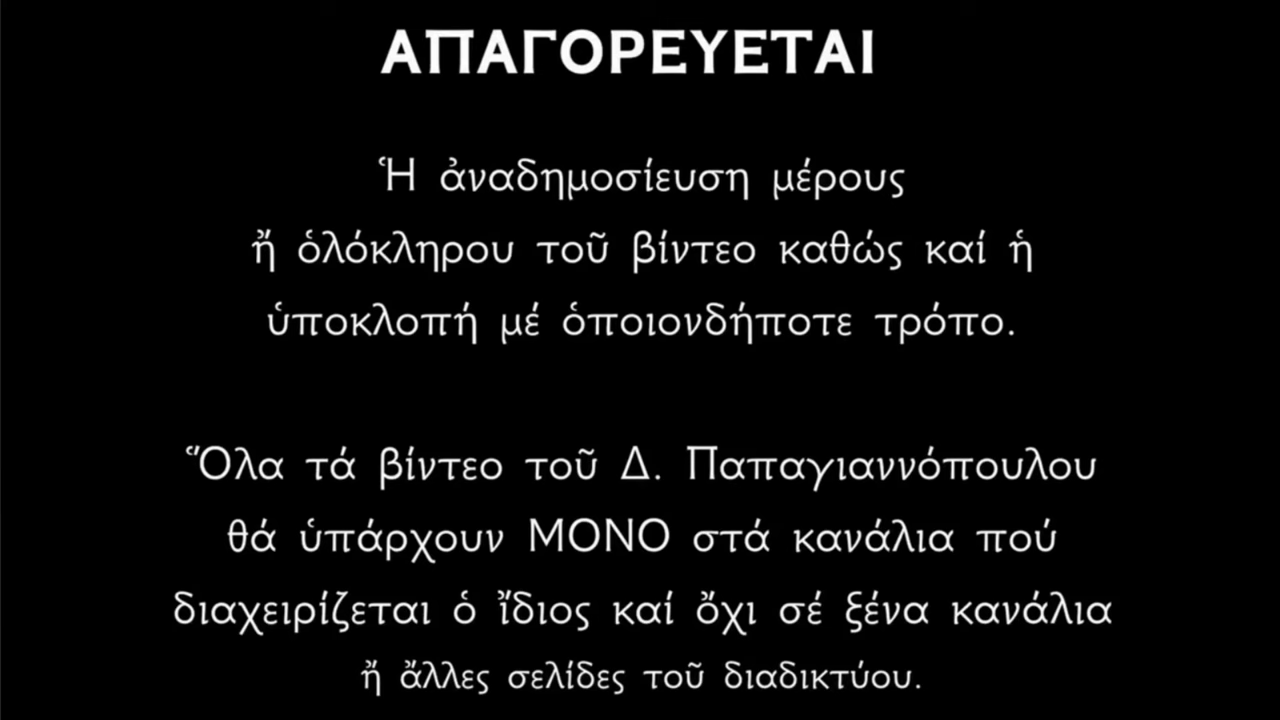 ΑΠΑΓΟΡΕΥΕΤΑΙ
Ἡ ἀναδημοσίευση μέρους
ἤ ὁλόκληρου τοῦ βίντεο καθώς καί ἡ
ὑποκλοπή μέ ὁποιονδήποτε τρόπο.
Ὅλα τά βίντεο τοῦ Δ. Παπαγιαννόπουλου
θά ὑπάρχουν ΜΟΝΟ στά κανάλια πού
διαχειρίζεται ὁ ἴδιος καί ὄχι σέ ξένα κανάλια
ἤ ἄλλες σελίδες τοῦ διαδικτύου.